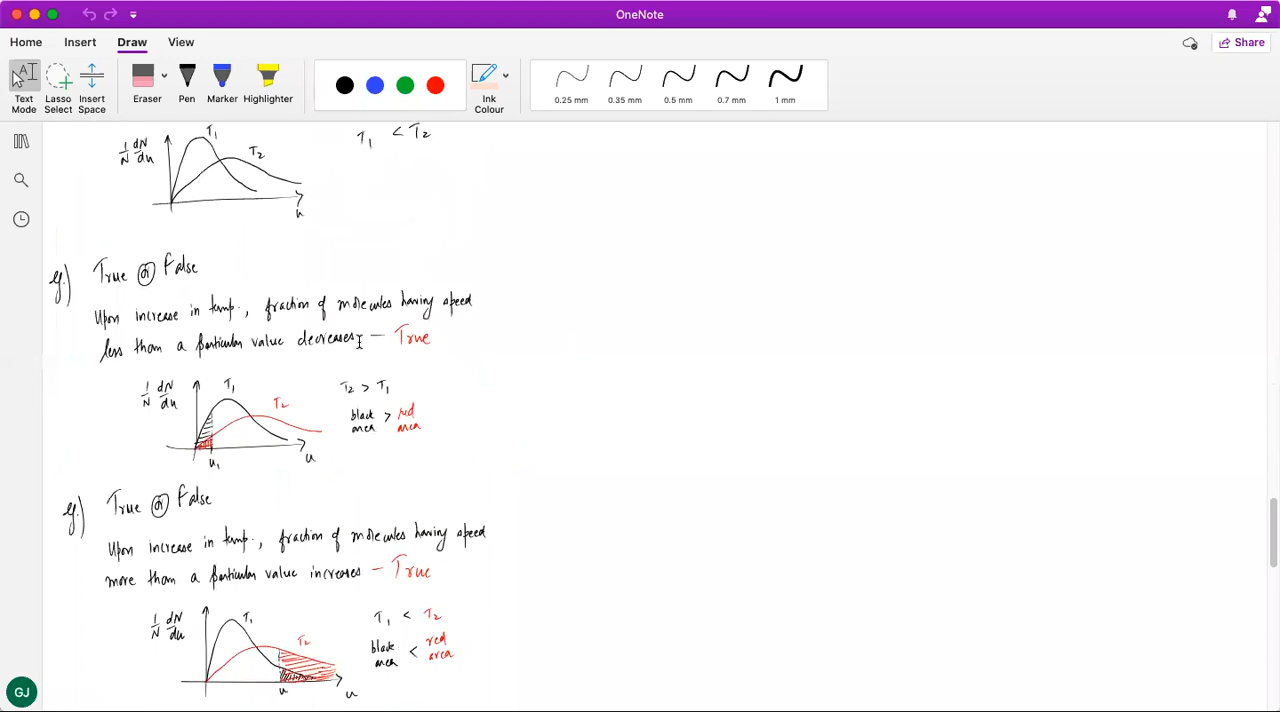 OneNote
Home Insert Draw View
Share
Text Mode
Lasso Select
Insert Space
Eraser
Pen
Marker
Highlighter
Ink Colour
0.25 mm 0.35 mm 0.5 mm 0.7 mm 1 mm
1/N dN/du
T1
T2
u
T1 < T2
eg.) True or False
Upon increase in temp., fraction of molecules having speed
less than a particular value decreases — True
1/N dN/du
T1
T2
u1
u
T2 > T1
black area > red area
eg.) True or False
Upon increase in temp., fraction of molecules having speed
more than a particular value increases — True
1/N dN/du
T1
T2
u
u
T1 < T2
black area < red area
GJ